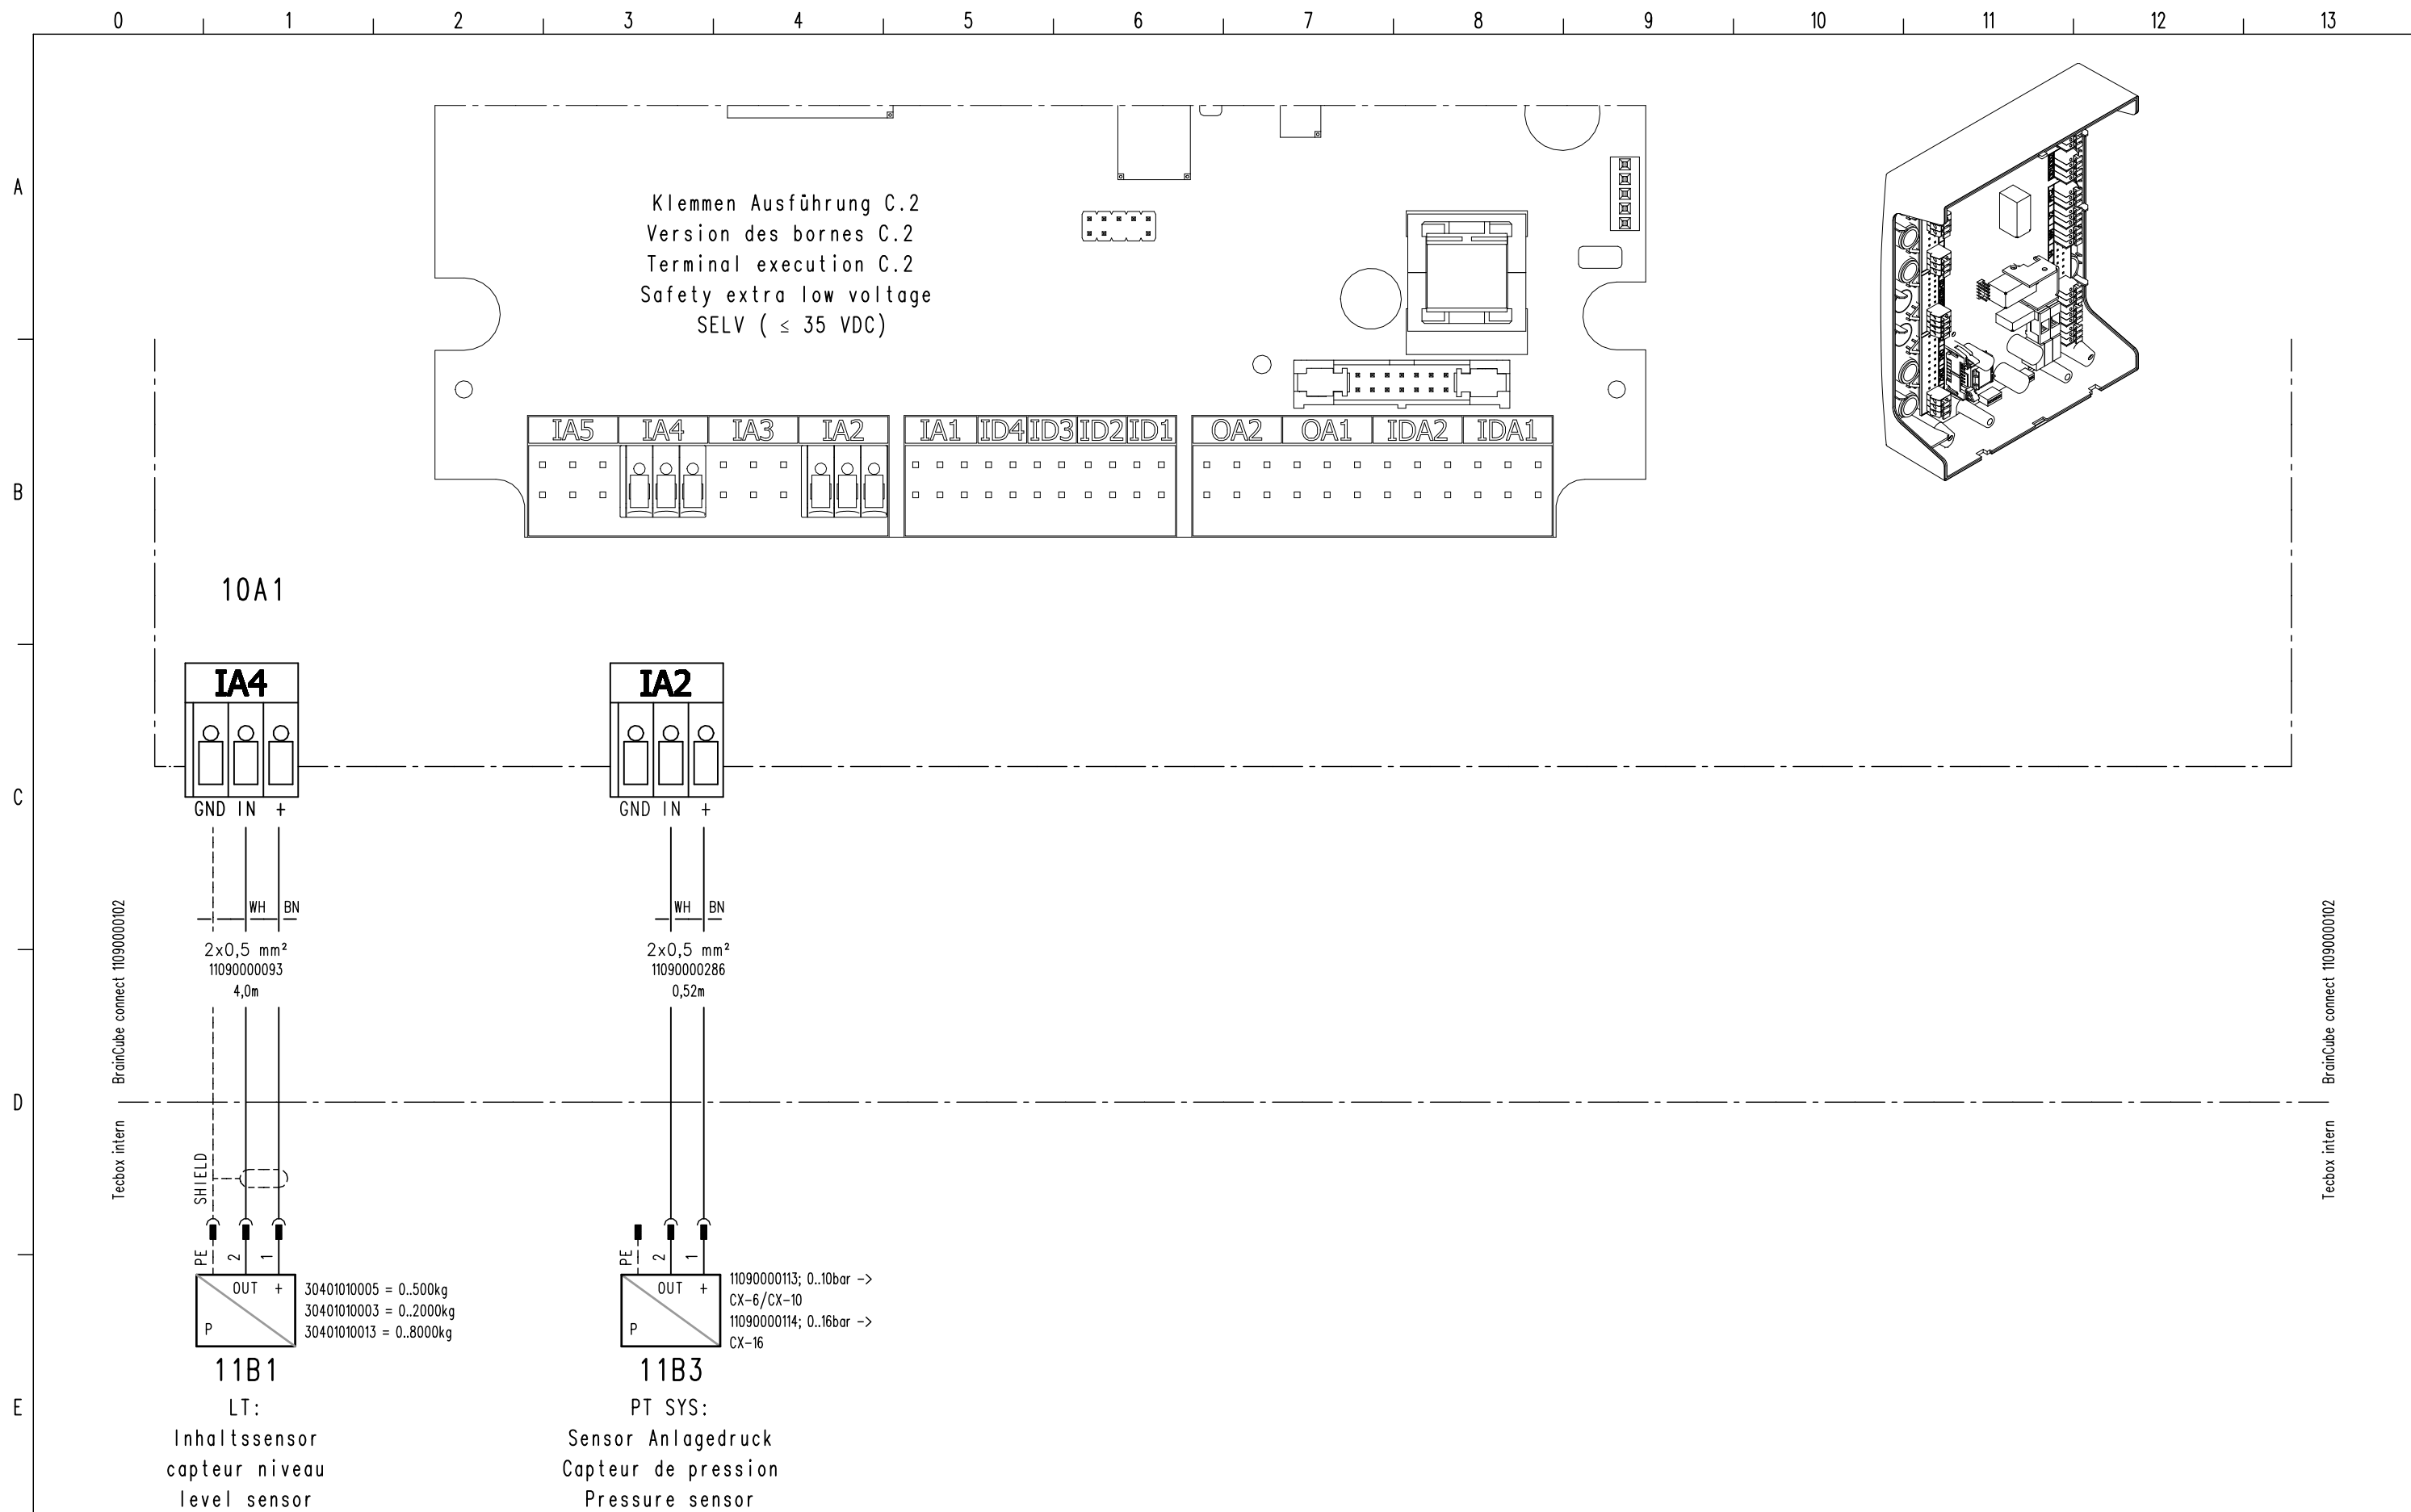 0 1 2 3 4 5 6 7 8 9 10 11 12 13
A
Klemmen Ausführung C.2
Version des bornes C.2
Terminal execution C.2
Safety extra low voltage
SELV ( ≤ 35 VDC)
IA5 IA4 IA3 IA2 IA1 ID4 ID3 ID2 ID1 OA2 OA1 IDA2 IDA1
B
10A1
IA4 IA2
C
GND IN + GND IN +
WH BN WH BN
2x0,5 mm² 2x0,5 mm²
11090000093 11090000286
4,0m 0,52m
BrainCube connect 11090000102
BrainCube connect 11090000102
D
Tecbox intern
Tecbox intern
SHIELD
PE 2 1 PE 2 1
OUT + OUT +
P P
30401010005 = 0..500kg
30401010003 = 0..2000kg
30401010013 = 0..8000kg
11090000113; 0..10bar ->
CX-6/CX-10
11090000114; 0..16bar ->
CX-16
11B1 11B3
E
LT:
Inhaltssensor
capteur niveau
level sensor
PT SYS:
Sensor Anlagedruck
Capteur de pression
Pressure sensor